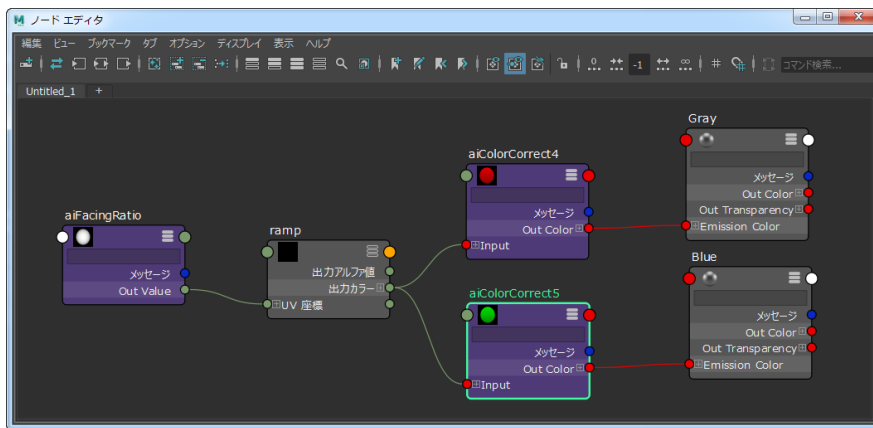 ノード エディタ
編集 ビュー ブックマーク タブ オプション ディスプレイ 表示 ヘルプ
0 -1 ∞ コマンド検索...
Untitled_1 +
aiFacingRatio
メッセージ
Out Value
ramp
出力アルファ値
出力カラー
UV 座標
aiColorCorrect4
メッセージ
Out Color
Input
aiColorCorrect5
メッセージ
Out Color
Input
Gray
メッセージ
Out Color
Out Transparency
Emission Color
Blue
メッセージ
Out Color
Out Transparency
Emission Color